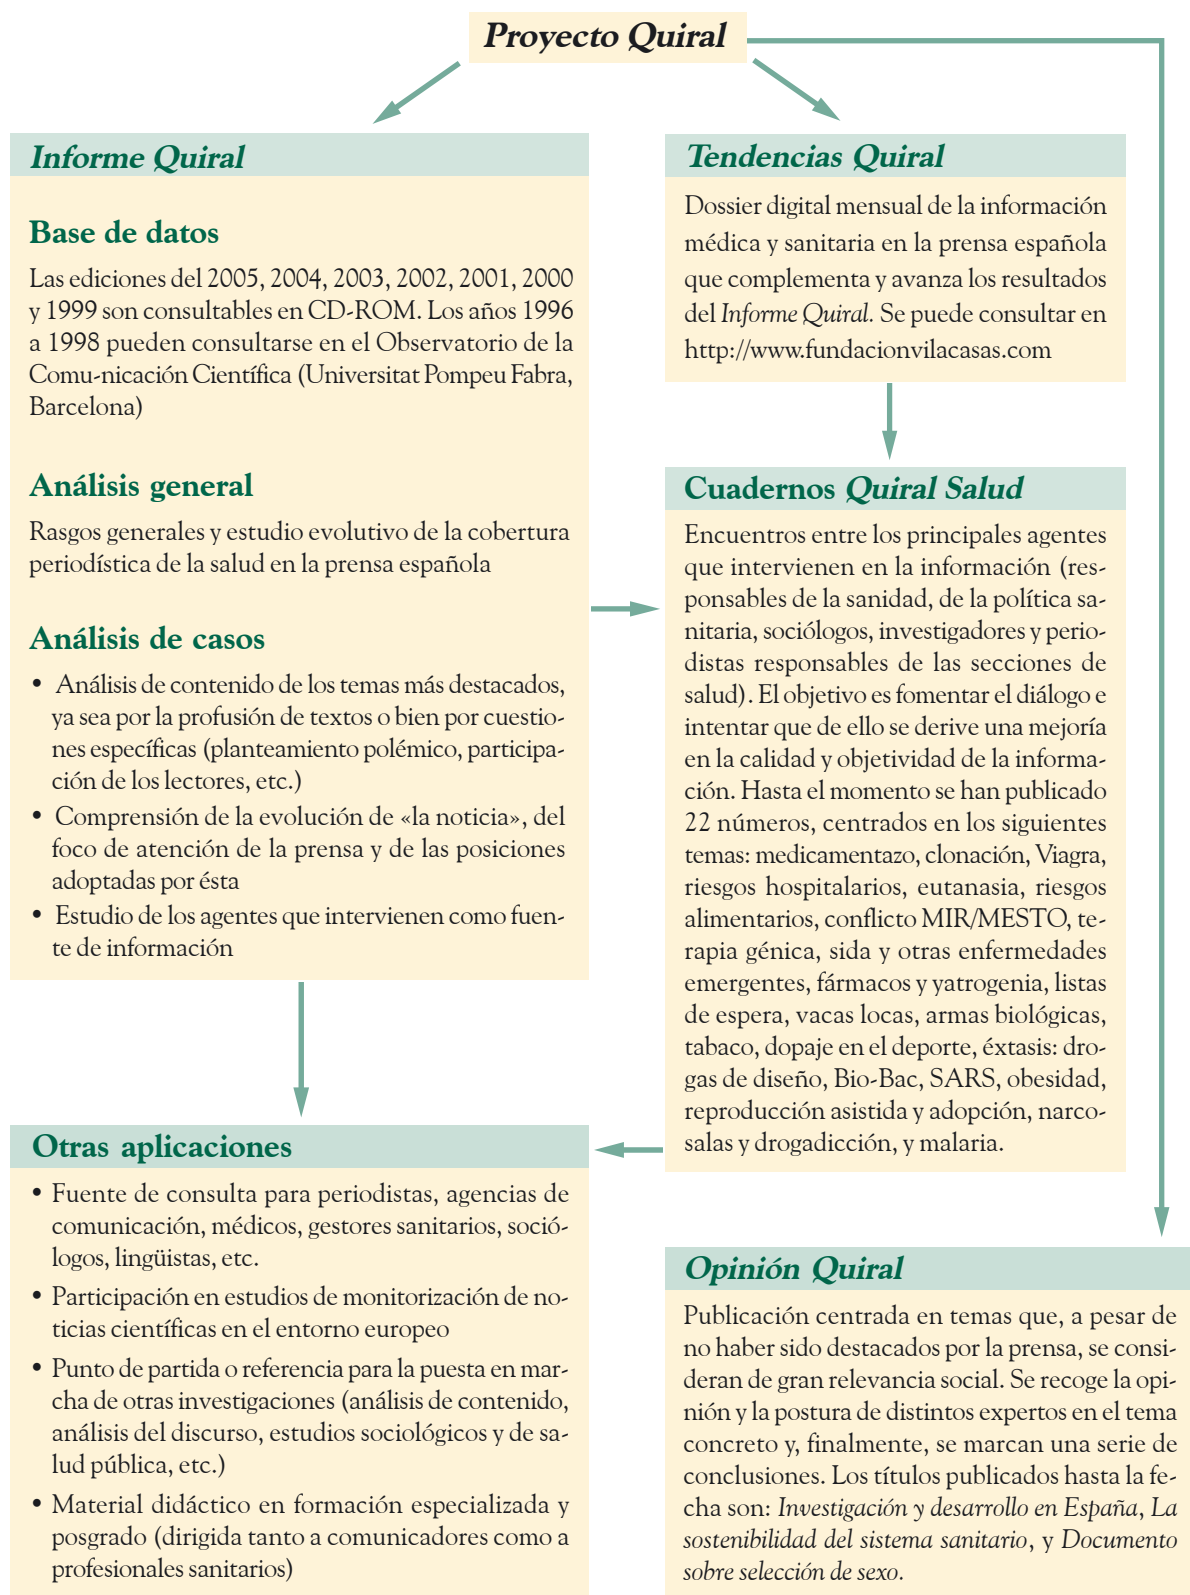 Proyecto Quiral
Informe Quiral
Base de datos
Las ediciones del 2005, 2004, 2003, 2002, 2001, 2000
y 1999 son consultables en CD-ROM. Los años 1996
a 1998 pueden consultarse en el Observatorio de la
Comu-nicación Científica (Universitat Pompeu Fabra,
Barcelona)
Análisis general
Rasgos generales y estudio evolutivo de la cobertura
periodística de la salud en la prensa española
Análisis de casos
• Análisis de contenido de los temas más destacados,
ya sea por la profusión de textos o bien por cuestio-
nes específicas (planteamiento polémico, participa-
ción de los lectores, etc.)
• Comprensión de la evolución de «la noticia», del
foco de atención de la prensa y de las posiciones
adoptadas por ésta
• Estudio de los agentes que intervienen como fuen-
te de información
Tendencias Quiral
Dossier digital mensual de la información
médica y sanitaria en la prensa española
que complementa y avanza los resultados
del Informe Quiral. Se puede consultar en
http://www.fundacionvilacasas.com
Cuadernos Quiral Salud
Encuentros entre los principales agentes
que intervienen en la información (res-
ponsables de la sanidad, de la política sa-
nitaria, sociólogos, investigadores y perio-
distas responsables de las secciones de
salud). El objetivo es fomentar el diálogo e
intentar que de ello se derive una mejoría
en la calidad y objetividad de la informa-
ción. Hasta el momento se han publicado
22 números, centrados en los siguientes
temas: medicamentazo, clonación, Viagra,
riesgos hospitalarios, eutanasia, riesgos
alimentarios, conflicto MIR/MESTO, te-
rapia génica, sida y otras enfermedades
emergentes, fármacos y yatrogenia, listas
de espera, vacas locas, armas biológicas,
tabaco, dopaje en el deporte, éxtasis: dro-
gas de diseño, Bio-Bac, SARS, obesidad,
reproducción asistida y adopción, narco-
salas y drogadicción, y malaria.
Otras aplicaciones
• Fuente de consulta para periodistas, agencias de
comunicación, médicos, gestores sanitarios, soció-
logos, lingüistas, etc.
• Participación en estudios de monitorización de no-
ticias científicas en el entorno europeo
• Punto de partida o referencia para la puesta en mar-
cha de otras investigaciones (análisis de contenido,
análisis del discurso, estudios sociológicos y de sa-
lud pública, etc.)
• Material didáctico en formación especializada y
posgrado (dirigida tanto a comunicadores como a
profesionales sanitarios)
Opinión Quiral
Publicación centrada en temas que, a pesar de
no haber sido destacados por la prensa, se consi-
deran de gran relevancia social. Se recoge la opi-
nión y la postura de distintos expertos en el tema
concreto y, finalmente, se marcan una serie de
conclusiones. Los títulos publicados hasta la fe-
cha son: Investigación y desarrollo en España, La
sostenibilidad del sistema sanitario, y Documento
sobre selección de sexo.